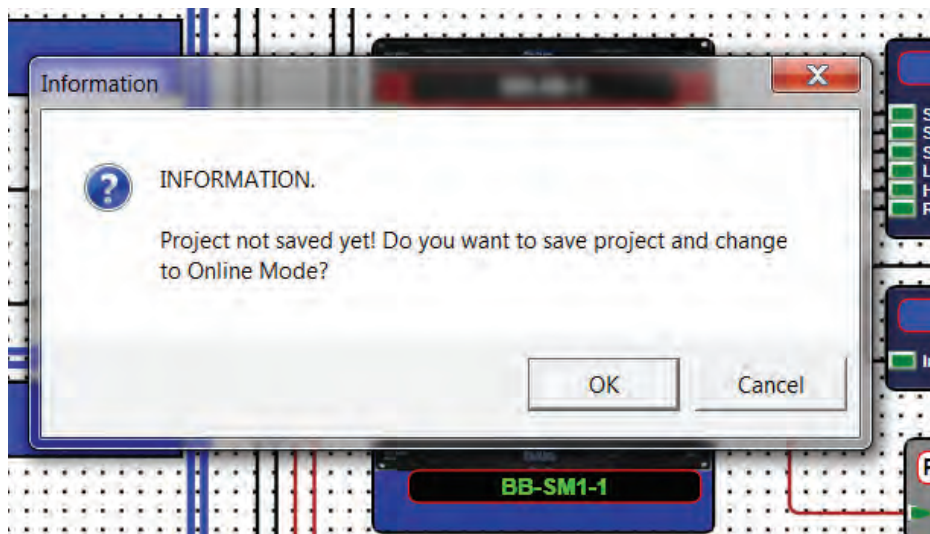 Information
INFORMATION.
Project not saved yet! Do you want to save project and change
to Online Mode?
OK
Cancel
BB-SM1-1